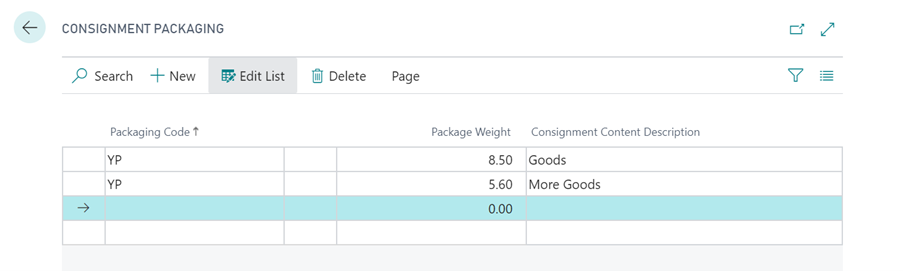 CONSIGNMENT PACKAGING
Search New Edit List Delete Page
Packaging Code ↑ Package Weight Consignment Content Description
YP 8.50 Goods
YP 5.60 More Goods
0.00